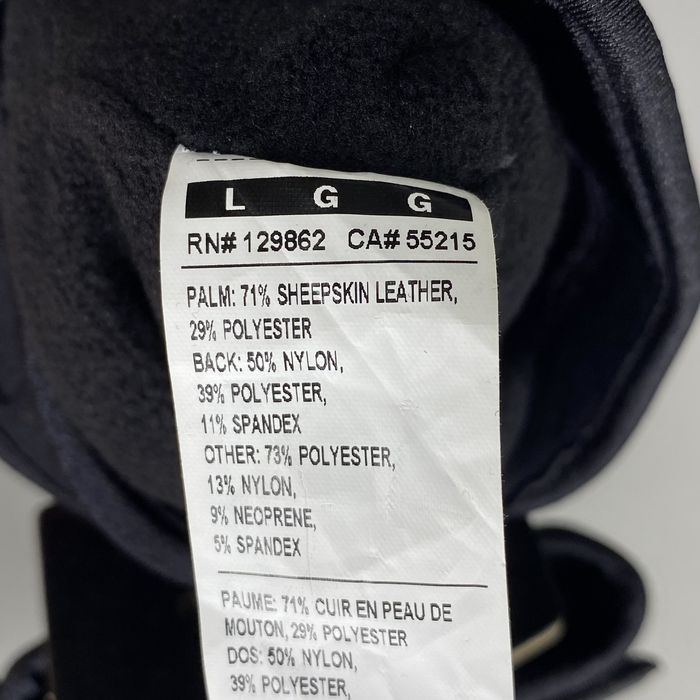 L G G
RN# 129862 CA# 55215
PALM: 71% SHEEPSKIN LEATHER,
29% POLYESTER
BACK: 50% NYLON,
39% POLYESTER,
11% SPANDEX
OTHER: 73% POLYESTER,
13% NYLON,
9% NEOPRENE,
5% SPANDEX
PAUME: 71% CUIR EN PEAU DE
MOUTON, 29% POLYESTER
DOS: 50% NYLON,
39% POLYESTER,